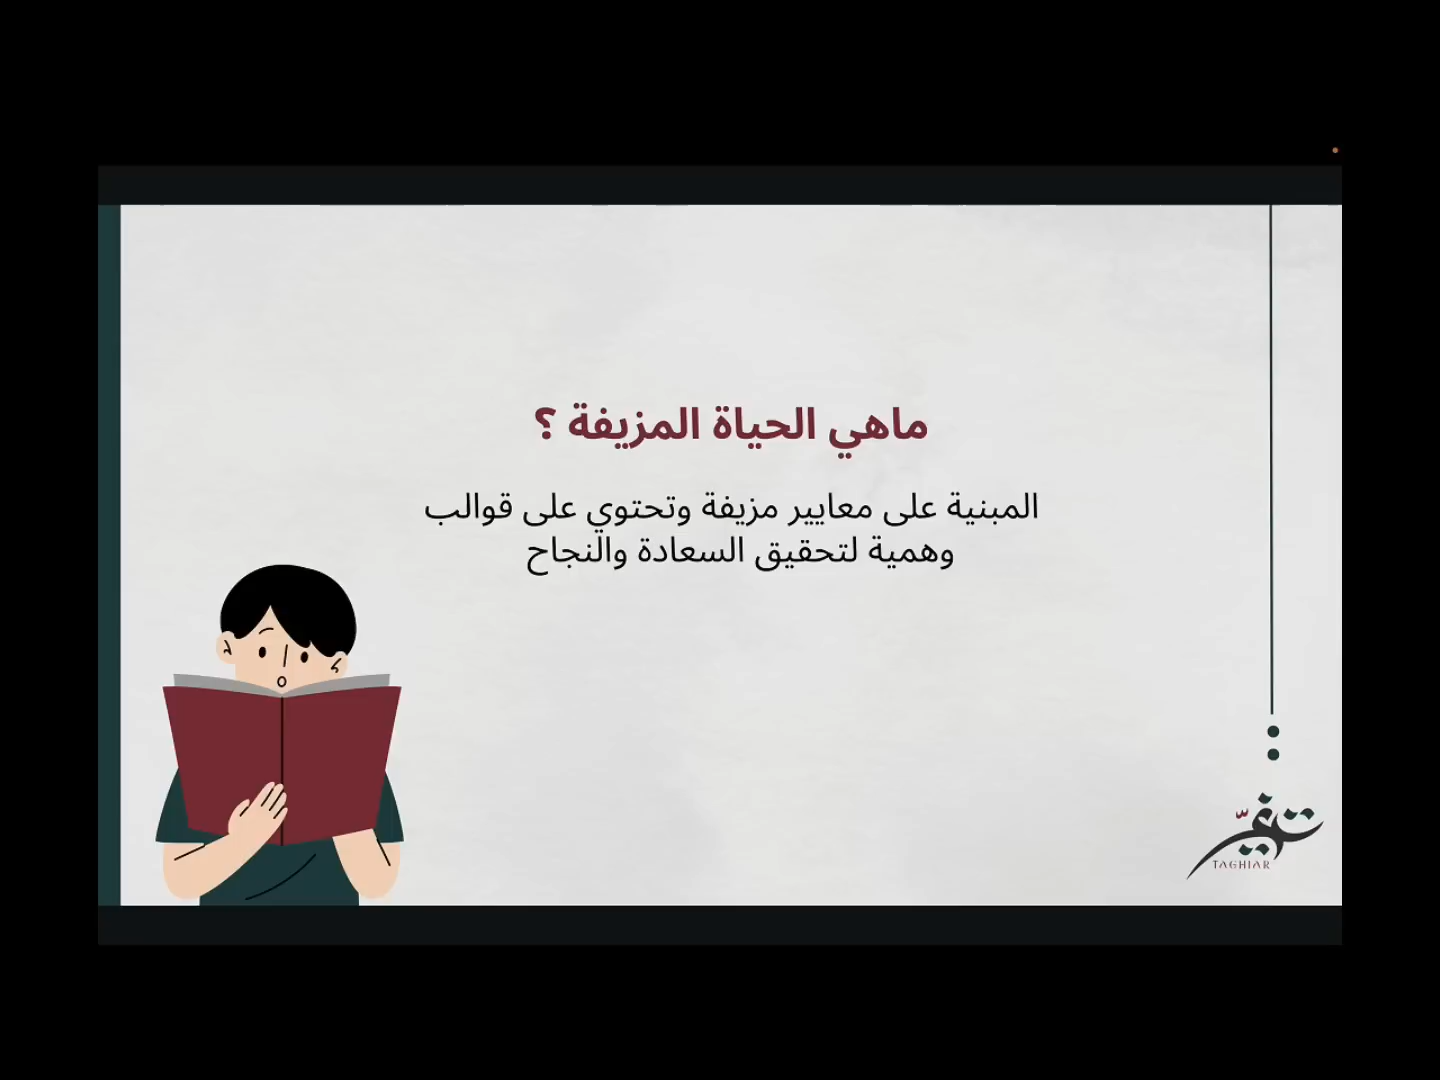 ماهي الحياة المزيفة ؟
المبنية على معايير مزيفة وتحتوي على قوالب
وهمية لتحقيق السعادة والنجاح
تغيّر
TAGHIAR